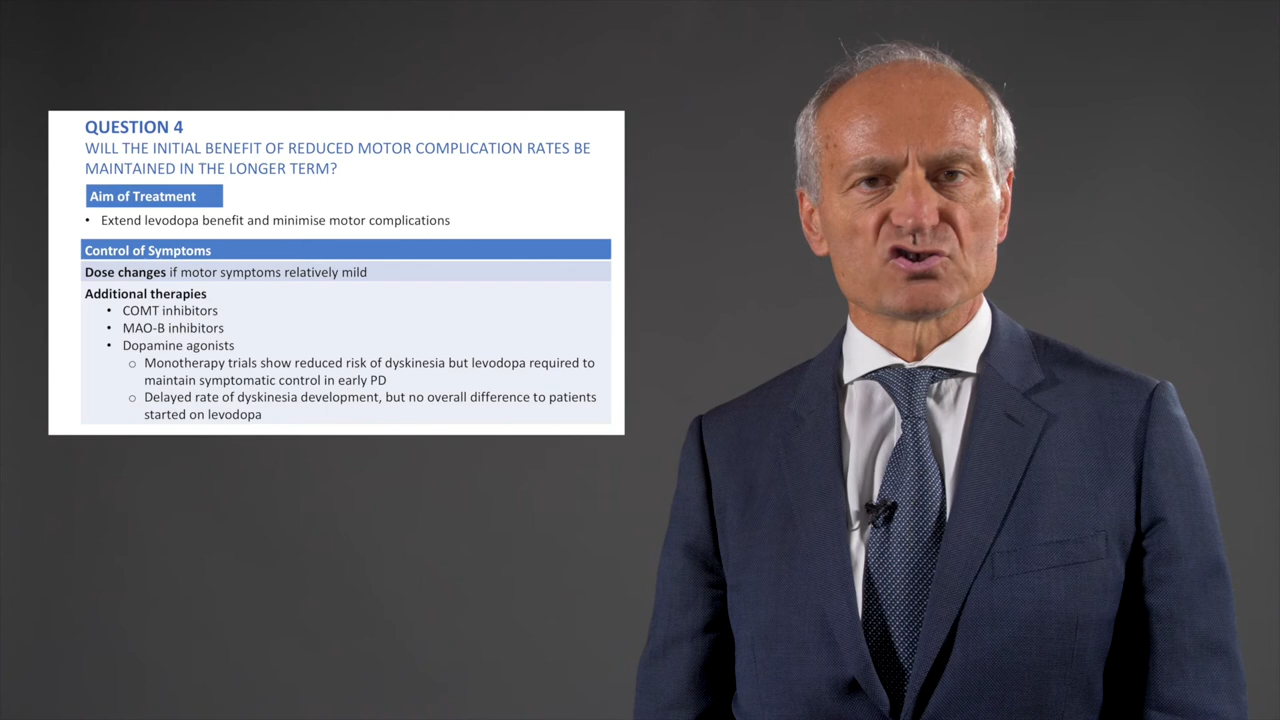 QUESTION 4
WILL THE INITIAL BENEFIT OF REDUCED MOTOR COMPLICATION RATES BE
MAINTAINED IN THE LONGER TERM?
Aim of Treatment
• Extend levodopa benefit and minimise motor complications
Control of Symptoms
Dose changes if motor symptoms relatively mild
Additional therapies
• COMT inhibitors
• MAO-B inhibitors
• Dopamine agonists
○ Monotherapy trials show reduced risk of dyskinesia but levodopa required to
maintain symptomatic control in early PD
○ Delayed rate of dyskinesia development, but no overall difference to patients
started on levodopa